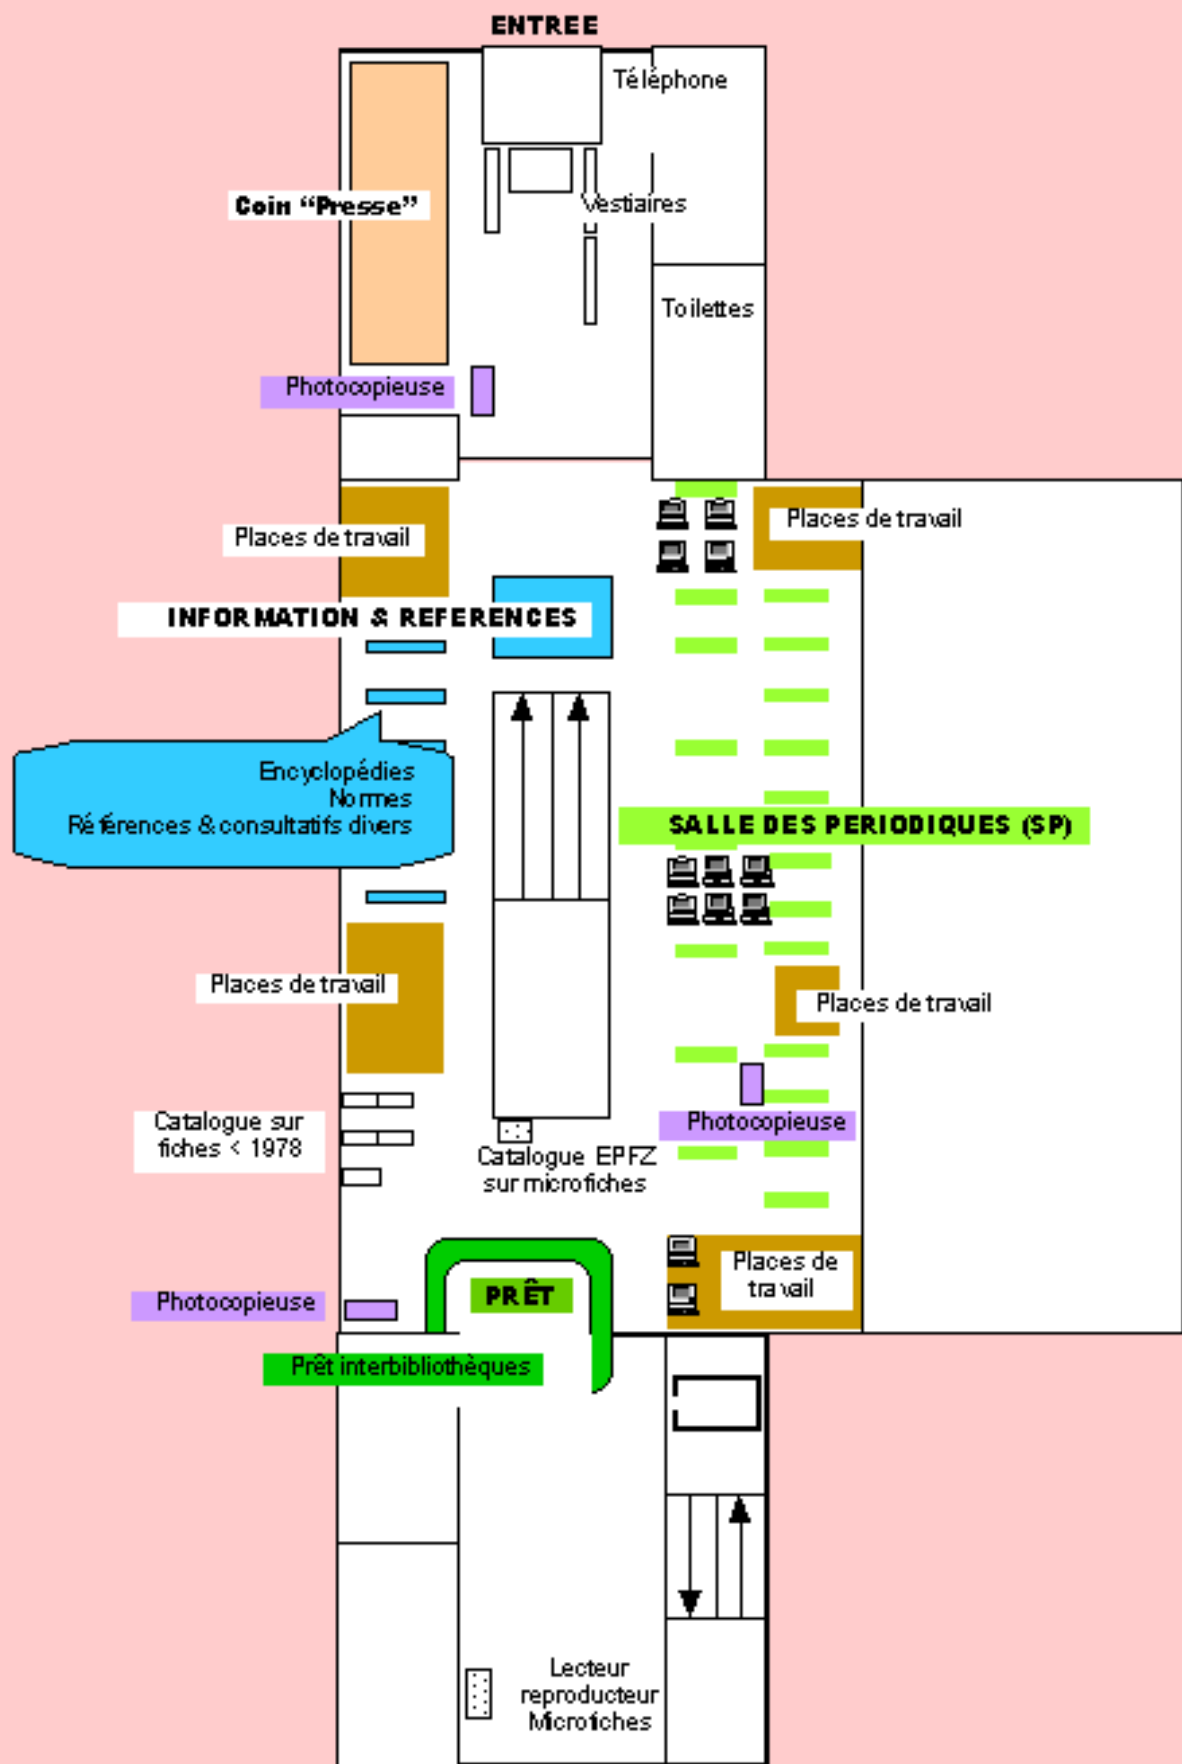 ENTREE
Téléphone
Coin “Presse”
Vestiaires
Toilettes
Photocopieuse
Places de travail
Places de travail
INFORMATION & REFERENCES
Encyclopédies
Normes
Références & consultatifs divers
SALLE DES PERIODIQUES (SP)
Places de travail
Places de travail
Catalogue sur
fiches < 1978
Photocopieuse
Catalogue EPFZ
sur microfiches
Places de
travail
PRÊT
Photocopieuse
Prêt interbibliothèques
Lecteur
reproducteur
Microfiches